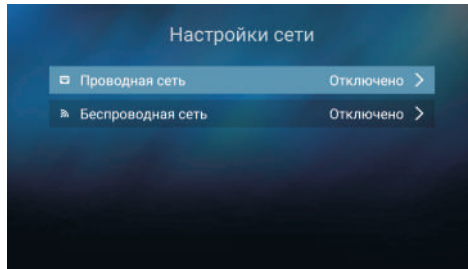 Настройки сети
Проводная сеть Отключено
Беспроводная сеть Отключено